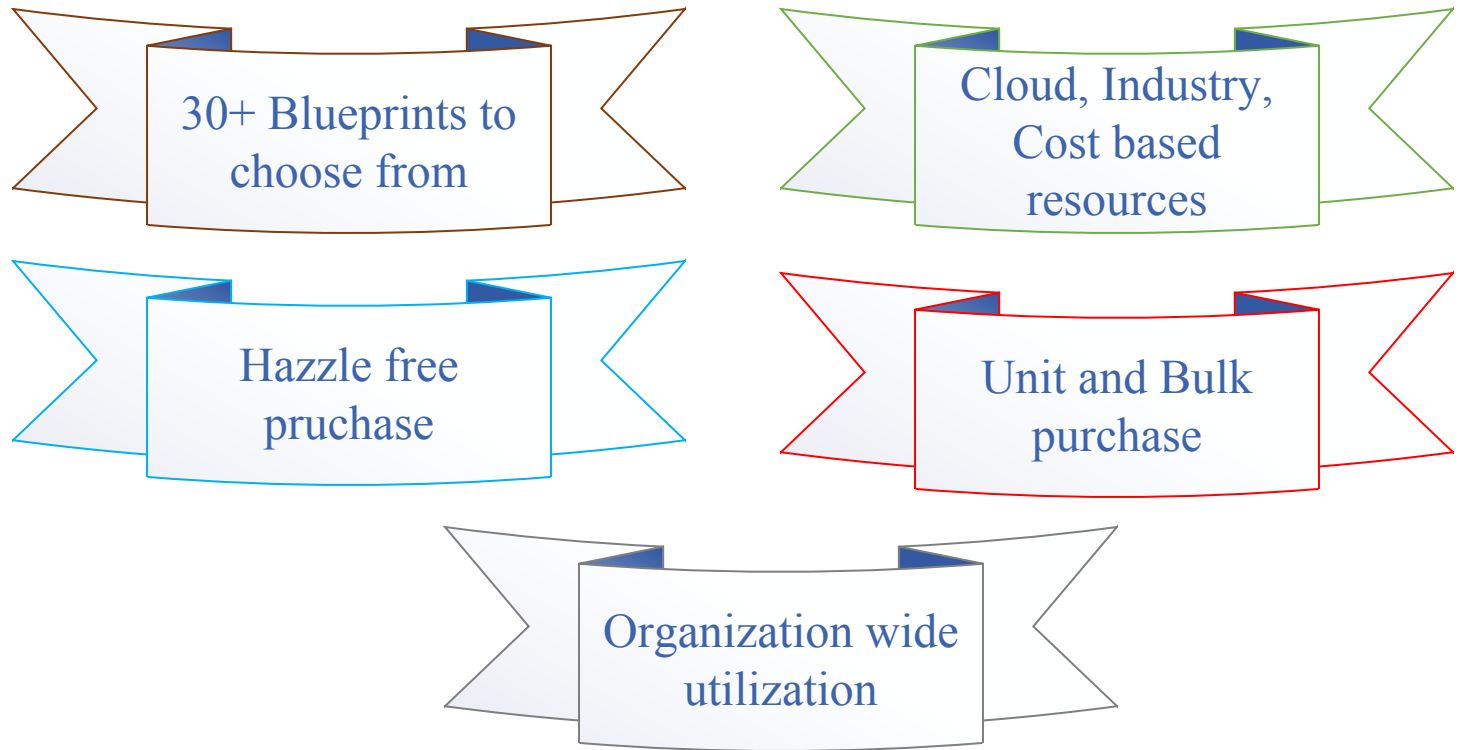 30+ Blueprints to
choose from
Cloud, Industry,
Cost based
resources
Hazzle free
pruchase
Unit and Bulk
purchase
Organization wide
utilization